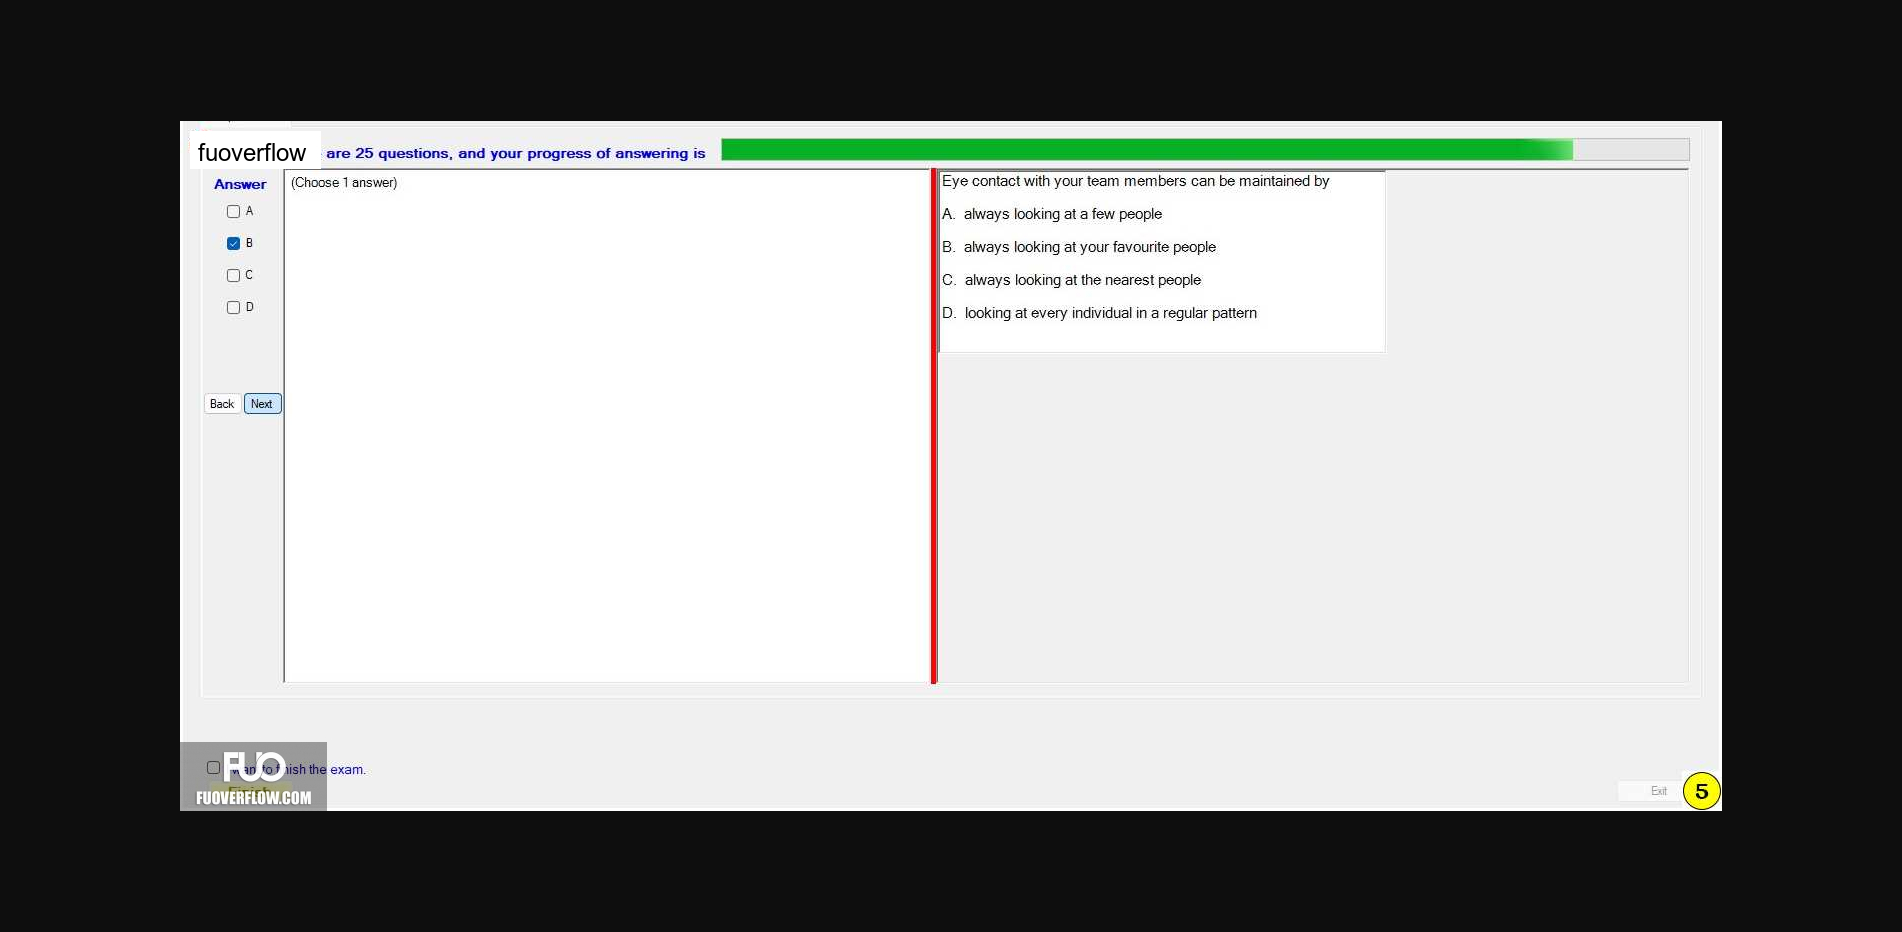 fuoverflow are 25 questions, and your progress of answering is
Answer
A
B
C
D
Back Next
(Choose 1 answer)
Eye contact with your team members can be maintained by
A. always looking at a few people
B. always looking at your favourite people
C. always looking at the nearest people
D. looking at every individual in a regular pattern
FUO
want to finish the exam.
Finish
FUOVERFLOW.COM
Exit
5